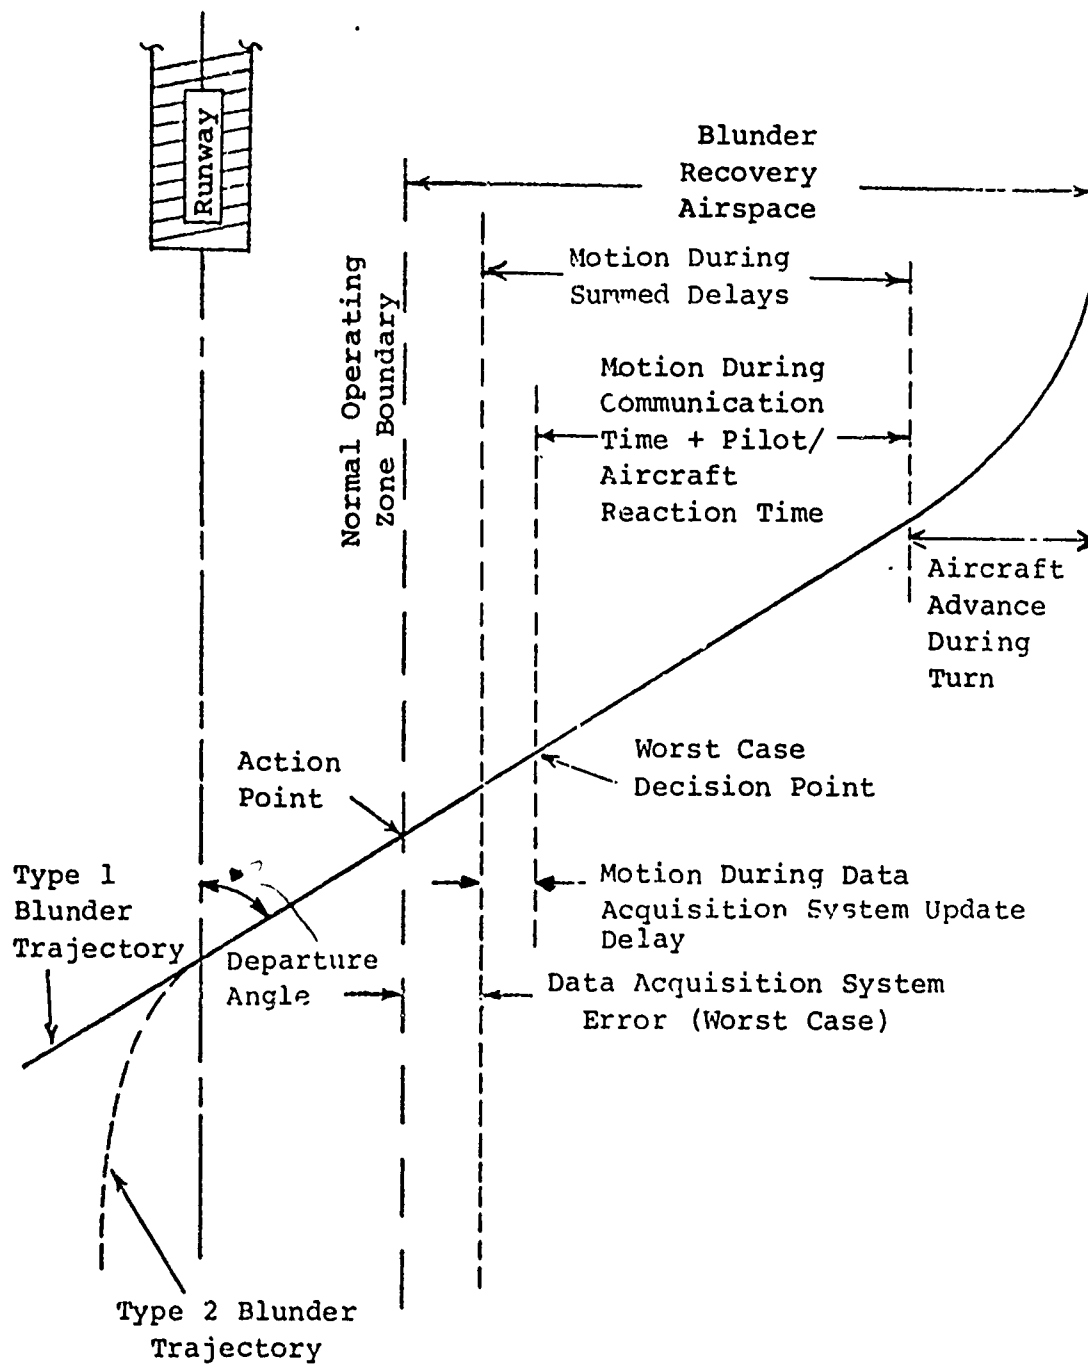 Runway
Blunder
Recovery
Airspace
Motion During
Summed Delays
Normal Operating
Zone Boundary
Motion During
Communication
Time + Pilot/
Aircraft
Reaction Time
Aircraft
Advance
During
Turn
Action
Point
Worst Case
Decision Point
Type 1
Blunder
Trajectory
Motion During Data
Acquisition System Update
Delay
Departure
Angle
Data Acquisition System
Error (Worst Case)
Type 2 Blunder
Trajectory